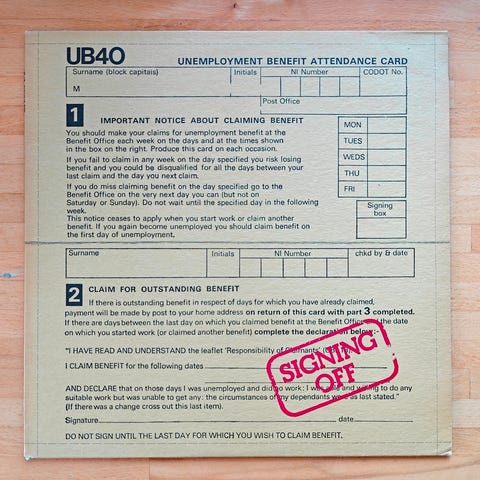 UB40
UNEMPLOYMENT BENEFIT ATTENDANCE CARD
Surname (block capitals) Initials NI Number CODOT No.
M
Post Office
1 IMPORTANT NOTICE ABOUT CLAIMING BENEFIT
You should make your claims for unemployment benefit at the
Benefit Office each week on the days and at the times shown
in the box on the right. Produce this card on each occasion.
If you fail to claim in any week on the day specified you risk losing
benefit and you could be disqualified for all the days between your
last claim and the day you next claim.
If you do miss claiming benefit on the day specified go to the
Benefit Office on the very next day you can (but not on
Saturday or Sunday). Do not wait until the specified day in the following
week.
This notice ceases to apply when you start work or claim another
benefit. If you again become unemployed you should claim benefit on
the first day of unemployment.
MON
TUES
WEDS
THU
FRI
Signing
box
Surname Initials NI Number chkd by & date
2 CLAIM FOR OUTSTANDING BENEFIT
If there is outstanding benefit in respect of days for which you have already claimed,
payment will be made by post to your home address on return of this card with part 3 completed.
If there are days between the last day on which you claimed benefit at the Benefit Office and the date
on which you started work (or claimed another benefit) complete the declaration below:-
"I HAVE READ AND UNDERSTAND the leaflet 'Responsibility of Claimants'
I CLAIM BENEFIT for the following dates
AND DECLARE that on those days I was unemployed and did no work: I was able and willing to do any
suitable work but was unable to get any: the circumstances of my dependants were as last stated."
(If there was a change cross out this last item).
Signature date
DO NOT SIGN UNTIL THE LAST DAY FOR WHICH YOU WISH TO CLAIM BENEFIT.
SIGNING
OFF